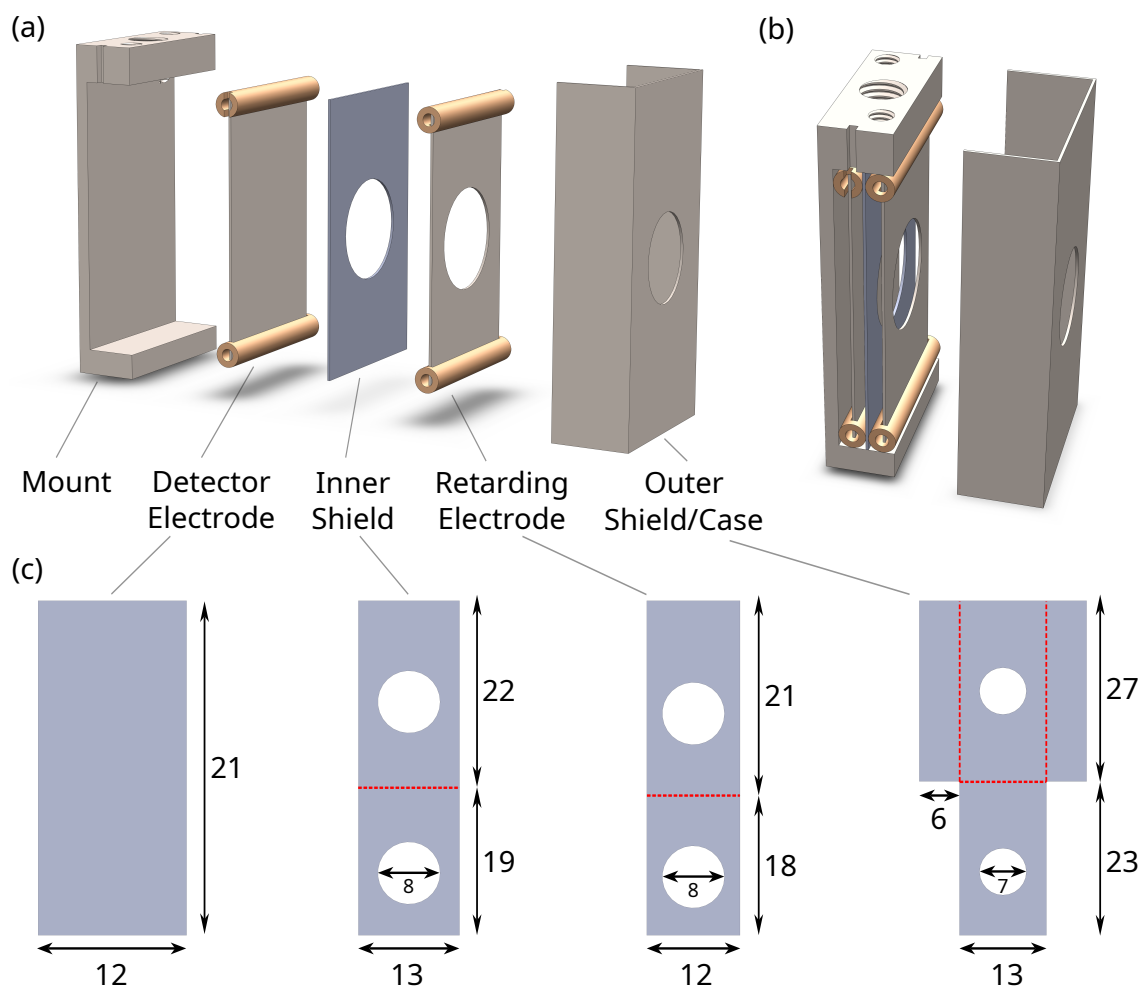 (a)
(b)
Mount
Detector
Electrode
Inner
Shield
Retarding
Electrode
Outer
Shield/Case
(c)
21
12
22
19
8
13
21
18
8
12
27
6
23
7
13